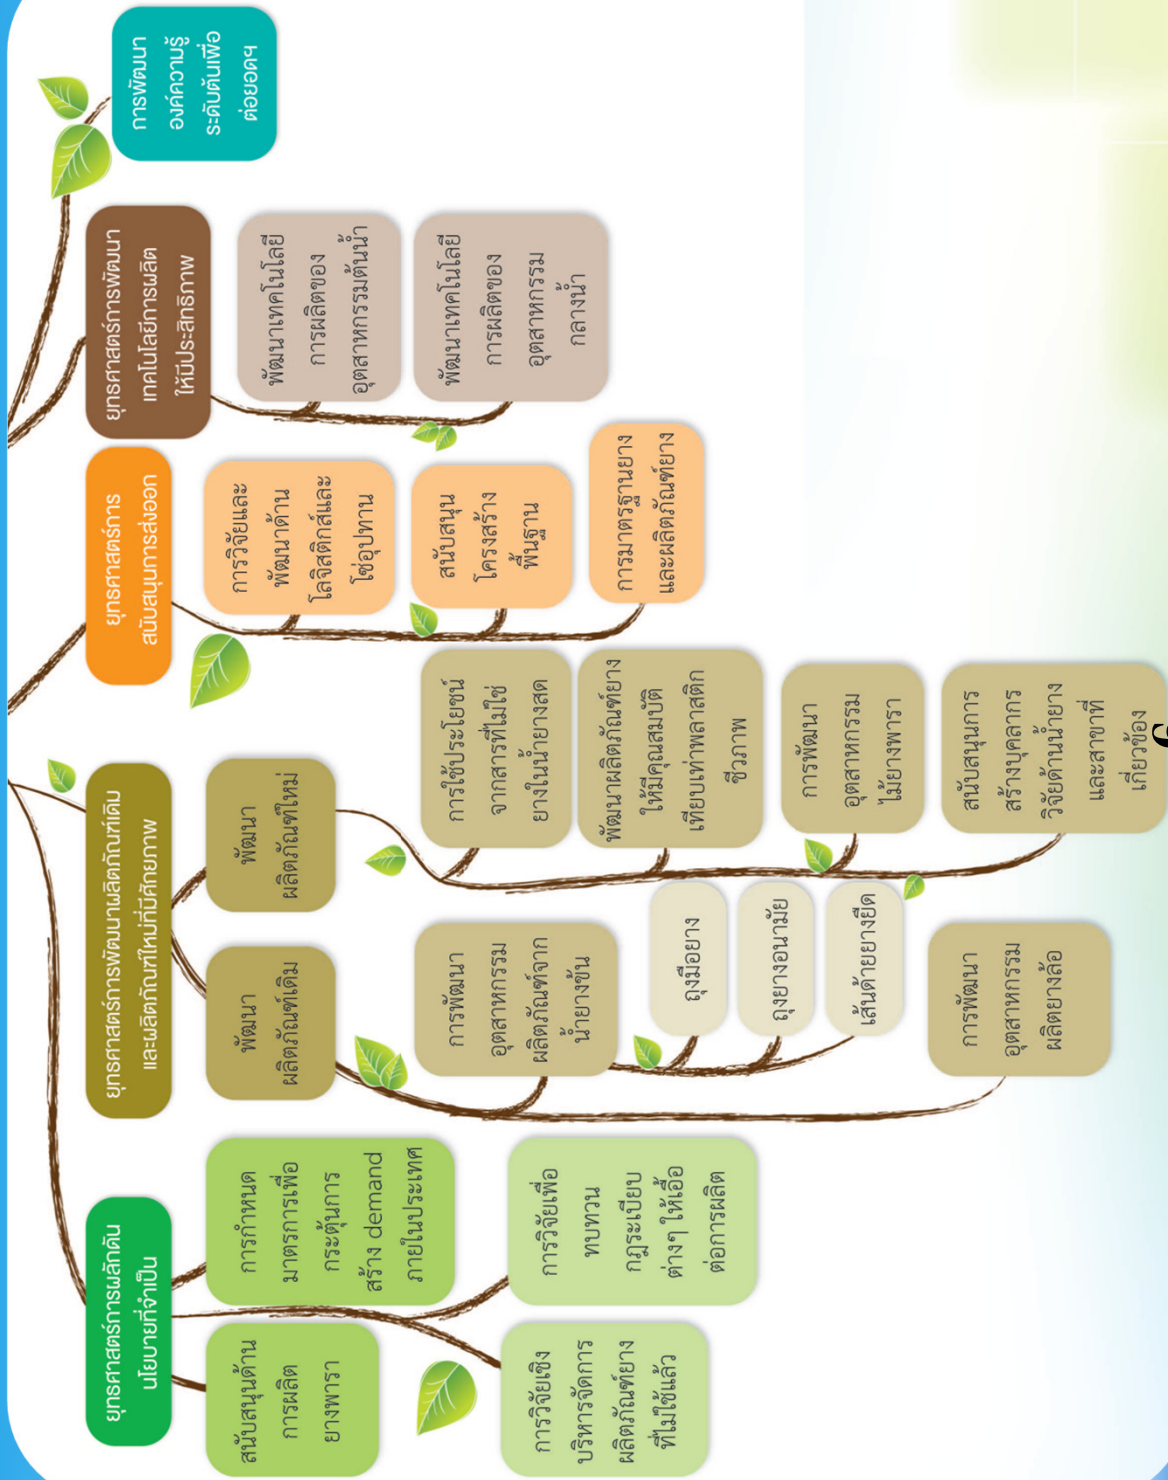 ยุทธศาสตร์การผลักดัน
นโยบายที่จำเป็น
สนับสนุนด้าน
การผลิต
ยางพารา
การกำหนด
มาตรการเพื่อ
กระตุ้นการ
สร้าง demand
ภายในประเทศ
การวิจัยเชิง
บริหารจัดการ
ผลิตภัณฑ์ยาง
ที่ไม่ใช้แล้ว
การวิจัยเพื่อ
ทบทวน
กฎระเบียบ
ต่างๆ ให้เอื้อ
ต่อการผลิต
ยุทธศาสตร์การพัฒนาผลิตภัณฑ์เดิม
และผลิตภัณฑ์ใหม่ที่มีศักยภาพ
พัฒนา
ผลิตภัณฑ์เดิม
การพัฒนา
อุตสาหกรรม
ผลิตภัณฑ์จาก
น้ำยางข้น
ถุงมือยาง
ถุงยางอนามัย
เส้นด้ายยางยืด
การพัฒนา
อุตสาหกรรม
ผลิตยางล้อ
พัฒนา
ผลิตภัณฑ์ใหม่
การใช้ประโยชน์
จากสารที่ไม่ใช่
ยางในน้ำยางสด
พัฒนาผลิตภัณฑ์ยาง
ให้มีคุณสมบัติ
เทียบเท่าพลาสติก
ชีวภาพ
การพัฒนา
อุตสาหกรรม
ไม้ยางพารา
สนับสนุนการ
สร้างบุคลากร
วิจัยด้านน้ำยาง
และสาขาที่
เกี่ยวข้อง
ยุทธศาสตร์การ
สนับสนุนการส่งออก
การวิจัยและ
พัฒนาด้าน
โลจิสติกส์และ
โซ่อุปทาน
สนับสนุน
โครงสร้าง
พื้นฐาน
การมาตรฐานยาง
และผลิตภัณฑ์ยาง
ยุทธศาสตร์การพัฒนา
เทคโนโลยีการผลิต
ให้มีประสิทธิภาพ
พัฒนาเทคโนโลยี
การผลิตของ
อุตสาหกรรมต้นน้ำ
พัฒนาเทคโนโลยี
การผลิตของ
อุตสาหกรรม
กลางน้ำ
การพัฒนา
องค์ความรู้
ระดับต้นเพื่อ
ต่อยอดฯ